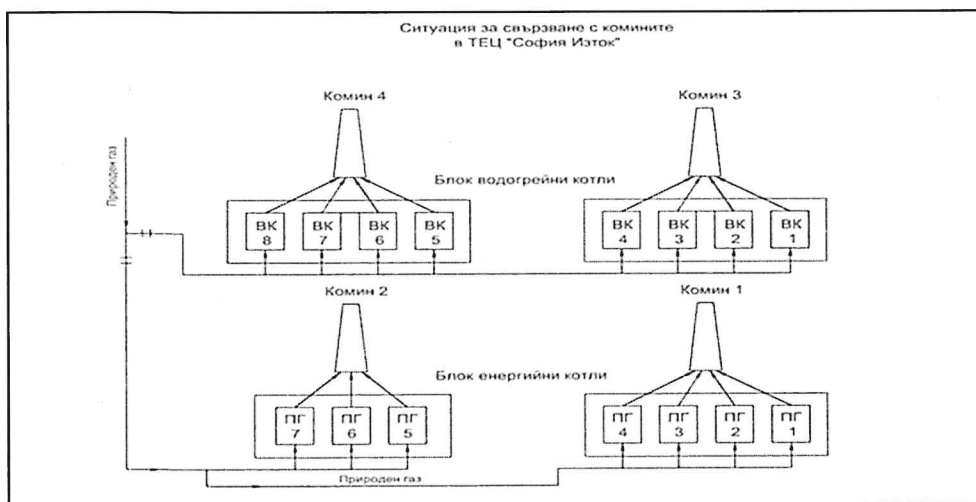 Ситуация за свързване с комините
в ТЕЦ "София Изток"
Комин 4
Комин 3
Природен газ
Блок водогрейни котли
ВК 8
ВК 7
ВК 6
ВК 5
ВК 4
ВК 3
ВК 2
ВК 1
Комин 2
Комин 1
Блок енергийни котли
ПГ 7
ПГ 6
ПГ 5
ПГ 4
ПГ 3
ПГ 2
ПГ 1
Природен газ